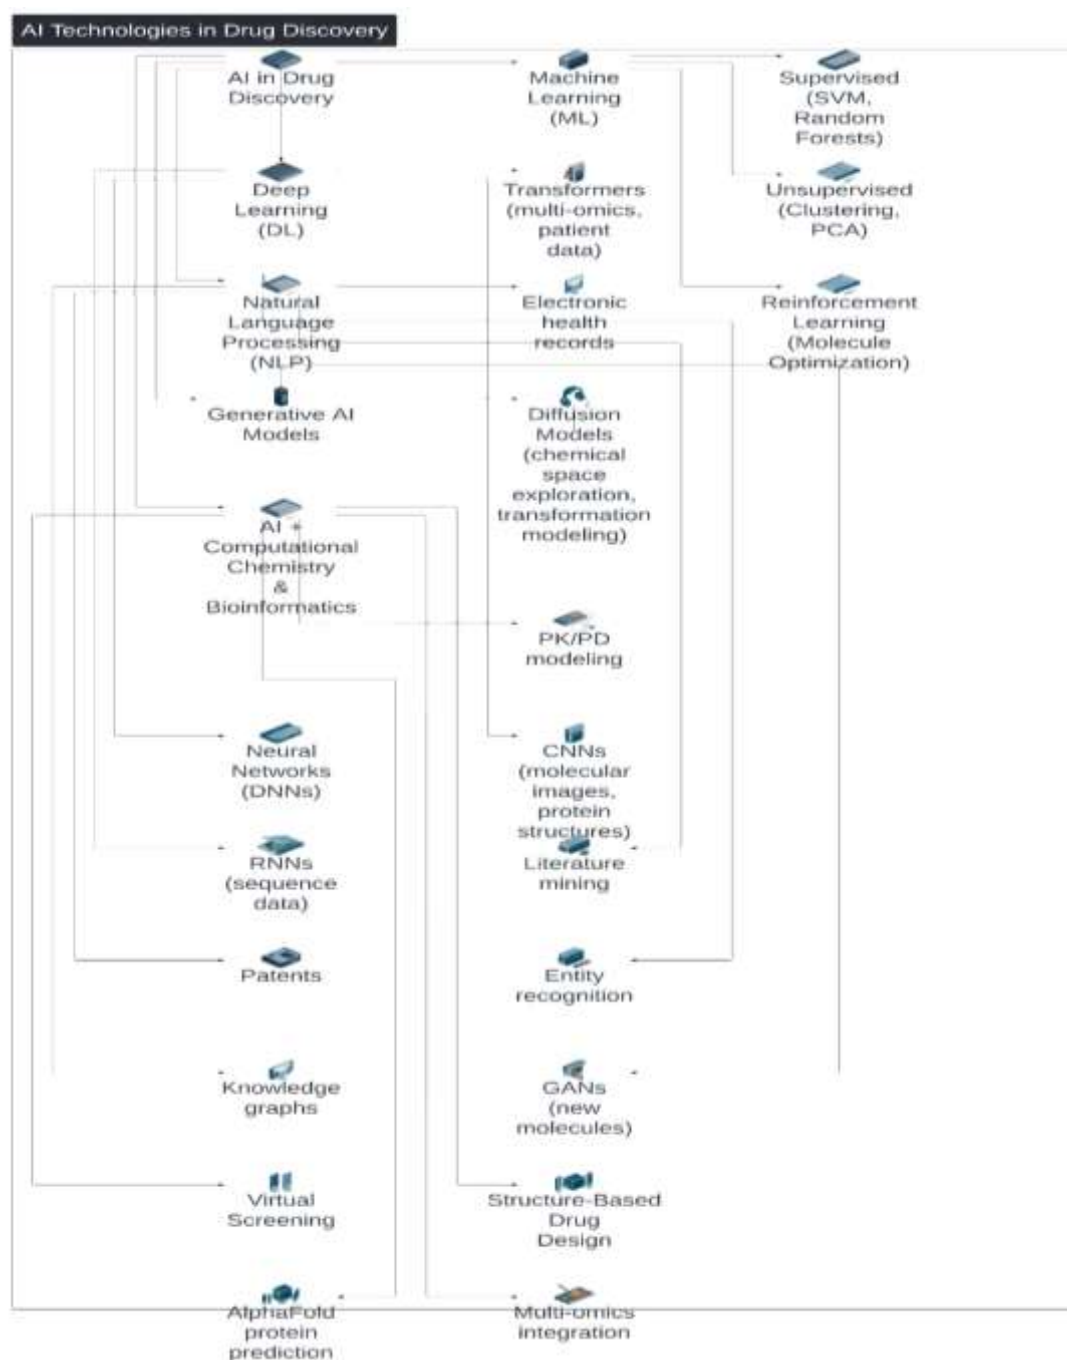 AI Technologies in Drug Discovery
AI in Drug
Discovery
Machine
Learning
(ML)
Supervised
(SVM,
Random
Forests)
Deep
Learning
(DL)
Transformers
(multi-omics,
patient
data)
Unsupervised
(Clustering,
PCA)
Natural
Language
Processing
(NLP)
Electronic
health
records
Reinforcement
Learning
(Molecule
Optimization)
Generative AI
Models
Diffusion
Models
(chemical
space
exploration,
transformation
modeling)
AI +
Computational
Chemistry
&
Bioinformatics
PK/PD
modeling
Neural
Networks
(DNNs)
CNNs
(molecular
images,
protein
structures)
RNNs
(sequence
data)
Literature
mining
Patents
Entity
recognition
Knowledge
graphs
GANs
(new
molecules)
Virtual
Screening
Structure-Based
Drug
Design
AlphaFold
protein
prediction
Multi-omics
integration